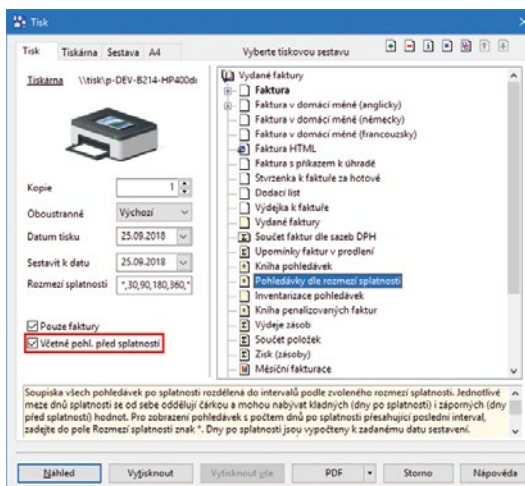 Tisk
Tisk Tiskárna Sestava A4 Vyberte tiskovou sestavu
Tiskárna \\tisk\p-DEV-B214-HP400dı
Kopie 1
Oboustranné Výchozí
Datum tisku 25.09.2018
Sestavit k datu 25.09.2018
Rozmezí splatnosti *,30,90,180,360,*
Pouze faktury
Včetně pohl. před splatností
Vydané faktury
Faktura
Faktura v domácí měně (anglicky)
Faktura v domácí měně (německy)
Faktura v domácí měně (francouzsky)
Faktura HTML
Faktura s příkazem k úhradě
Stvrzenka k faktuře za hotové
Dodací list
Výdejka k faktuře
Vydané faktury
Součet faktur dle sazeb DPH
Upomínky faktur v prodlení
Kniha pohledávek
Pohledávky dle rozmezí splatnosti
Inventarizace pohledávek
Kniha penalizovaných faktur
Výdeje zásob
Součet položek
Zisk (zásoby)
Měsíční fakturace
Soupiska všech pohledávek po splatnosti rozdělená do intervalů podle zvoleného rozmezí splatnosti. Jednotlivé
meze dnů splatnosti se od sebe oddělují čárkou a mohou nabývat kladných (dny po splatnosti) i záporných (dny
před splatností) hodnot. Pro zobrazení pohledávek s počtem dnů po splatnosti přesahující poslední interval,
zadejte do pole Rozmezí splatnosti znak *. Dny po splatnosti jsou vypočteny k zadanému datu sestavení.
Náhled Vytisknout Vytisknout vše PDF Storno Nápověda